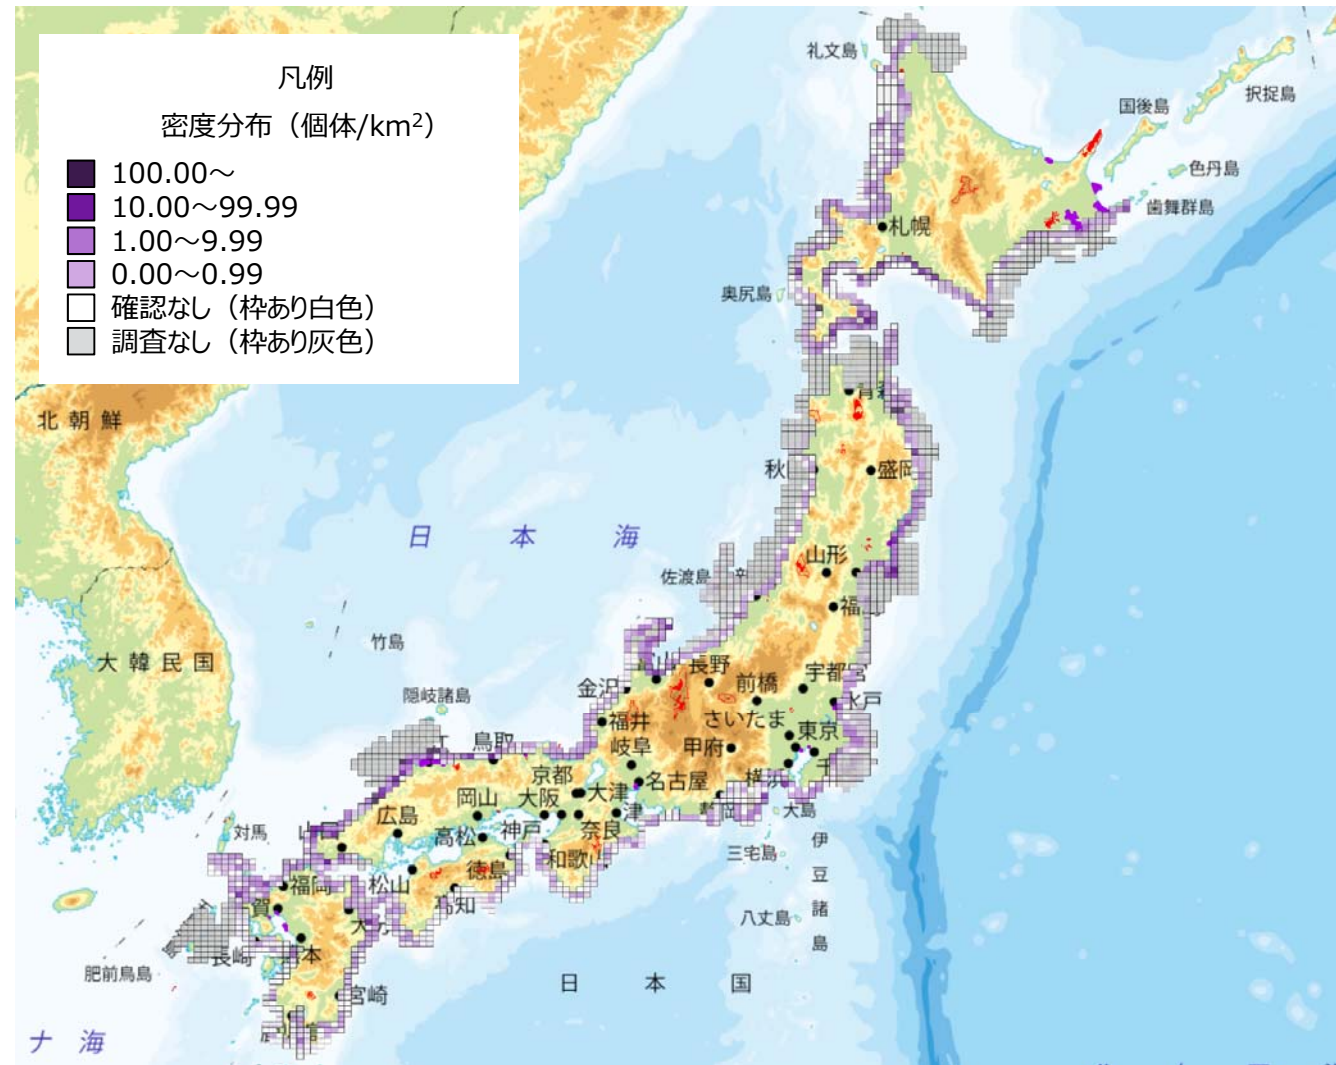 凡例
密度分布（個体/km²）
100.00～
10.00～99.99
1.00～9.99
0.00～0.99
確認なし（枠あり白色）
調査なし（枠あり灰色）
礼文島
国後島
択捉島
色丹島
歯舞群島
札幌
奥尻島
北朝鮮
盛岡
日本海
山形
佐渡島
竹島
大韓民国
長野
前橋
金沢
水戸
隠岐諸島
福井
さいたま
東京
鳥取
岐阜
甲府
京都
大津
名古屋
岡山
大阪
津
大島
広島
対馬
高松
神戸
奈良
三宅島
伊豆諸島
福岡
松山
徳島
高知
八丈島
長崎
肥前鳥島
日本国
宮崎
ナ海